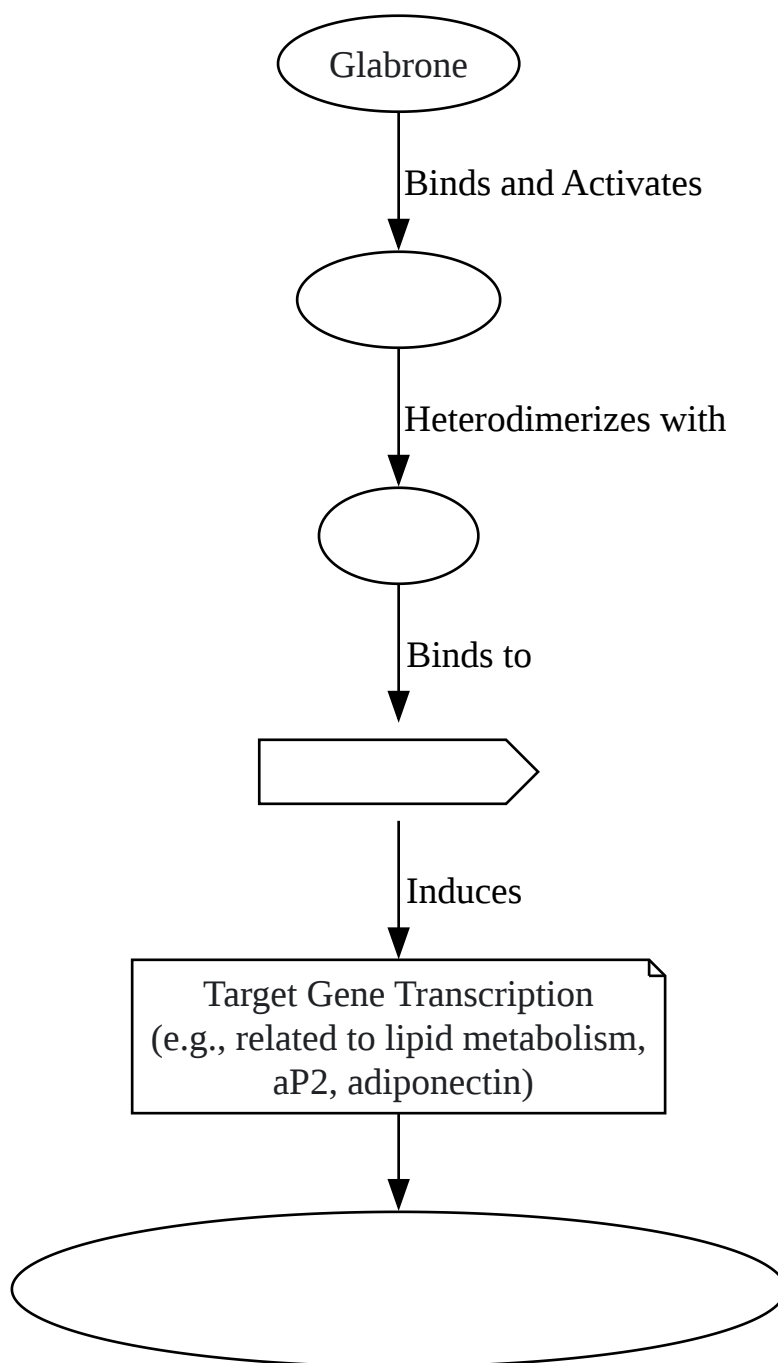 Glabrone
Binds and Activates
Heterodimerizes with
Binds to
Induces
Target Gene Transcription
(e.g., related to lipid metabolism,
aP2, adiponectin)